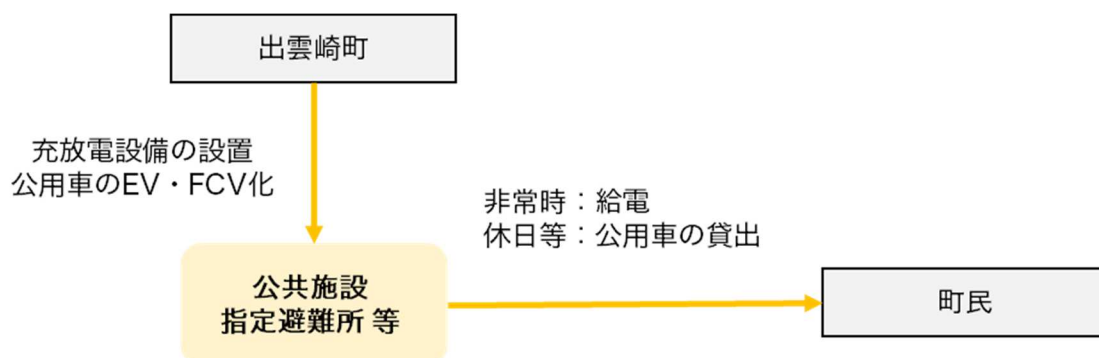 出雲崎町
充放電設備の設置
公用車のEV・FCV化
非常時：給電
休日等：公用車の貸出
公共施設
指定避難所 等
町民